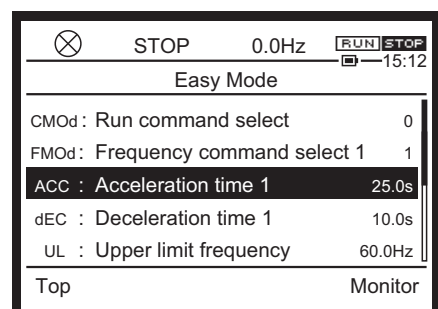 STOP 0.0Hz RUN STOP
15:12
Easy Mode
CMOd : Run command select 0
FMOd : Frequency command select 1 1
ACC : Acceleration time 1 25.0s
dEC : Deceleration time 1 10.0s
UL : Upper limit frequency 60.0Hz
Top Monitor